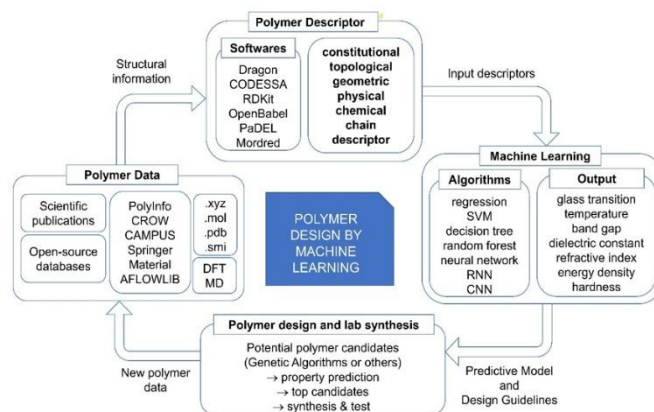 Polymer Descriptor
Softwares
Dragon
CODESSA
RDKit
OpenBabel
PaDEL
Mordred
constitutional
topological
geometric
physical
chemical
chain
descriptor
Structural
information
Input descriptors
Polymer Data
Scientific
publications
Open-source
databases
PolyInfo
CROW
CAMPUS
Springer
Material
AFLOWLIB
.xyz
.mol
.pdb
.smi
DFT
MD
POLYMER
DESIGN BY
MACHINE
LEARNING
Machine Learning
Algorithms
regression
SVM
decision tree
random forest
neural network
RNN
CNN
Output
glass transition
temperature
band gap
dielectric constant
refractive index
energy density
hardness
Polymer design and lab synthesis
Potential polymer candidates
(Genetic Algorithms or others)
→ property prediction
→ top candidates
→ synthesis & test
New polymer
data
Predictive Model
and
Design Guidelines